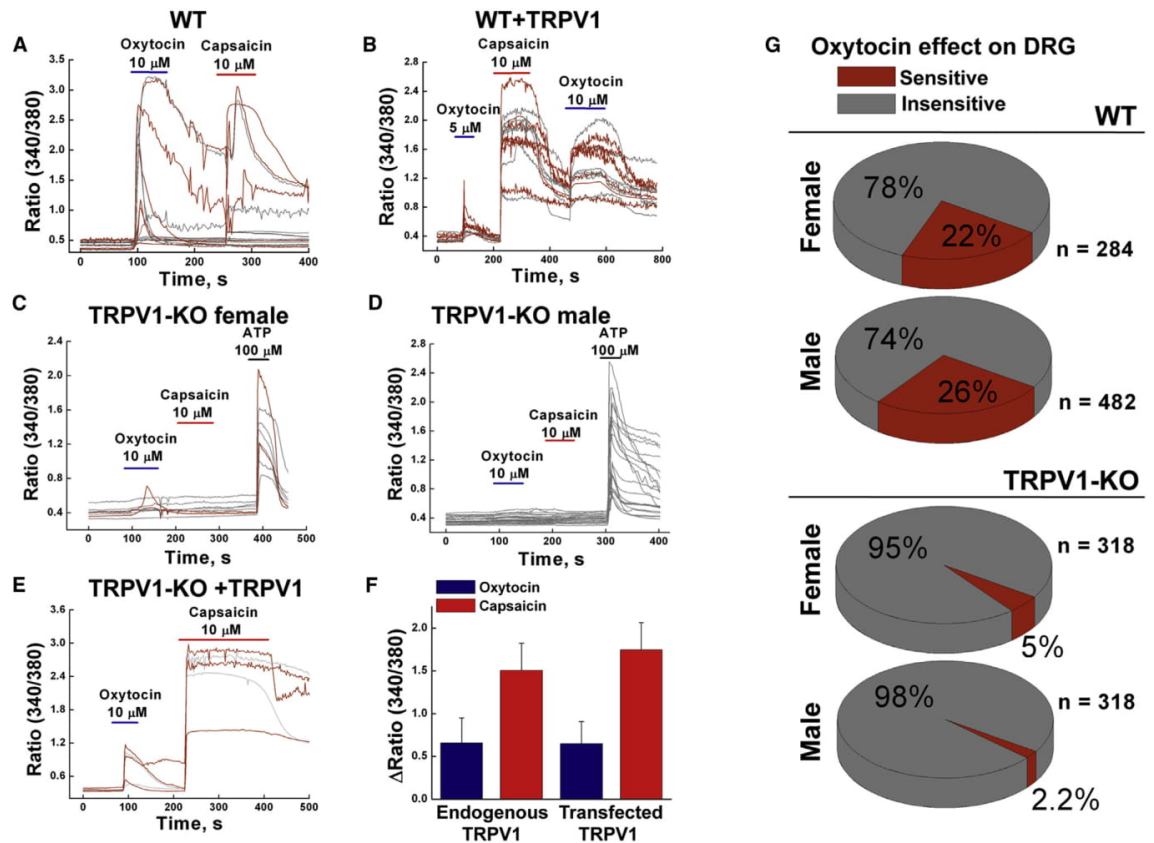 WT
A
Oxytocin
10 μM
Capsaicin
10 μM
Ratio (340/380)
3.5
3.0
2.5
2.0
1.5
1.0
0.5
0 100 200 300 400
Time, s
WT+TRPV1
B
Capsaicin
10 μM
Oxytocin
5 μM
Oxytocin
10 μM
Ratio (340/380)
2.8
2.4
2.0
1.6
1.2
0.8
0.4
0 200 400 600 800
Time, s
C
TRPV1-KO female
ATP
100 μM
Capsaicin
10 μM
Oxytocin
10 μM
Ratio (340/380)
2.4
2.0
1.6
1.2
0.8
0.4
0 100 200 300 400 500
Time, s
D
TRPV1-KO male
ATP
100 μM
Capsaicin
10 μM
Oxytocin
10 μM
Ratio (340/380)
2.8
2.4
2.0
1.6
1.2
0.8
0.4
0 100 200 300 400
Time, s
E
TRPV1-KO +TRPV1
Capsaicin
10 μM
Oxytocin
10 μM
Ratio (340/380)
3.6
3.0
2.4
1.8
1.2
0.6
0 100 200 300 400 500
Time, s
F
Oxytocin
Capsaicin
ΔRatio (340/380)
2.0
1.5
1.0
0.5
0.0
Endogenous
TRPV1
Transfected
TRPV1
G
Oxytocin effect on DRG
Sensitive
Insensitive
WT
Female
78%
22%
n = 284
Male
74%
26%
n = 482
TRPV1-KO
Female
95%
n = 318
5%
Male
98%
n = 318
2.2%